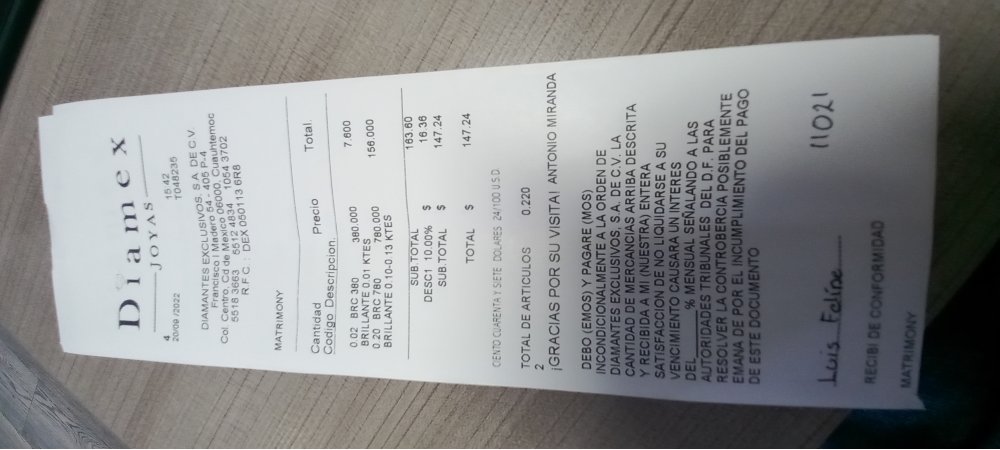 Diamex
JOYAS
4 15:42
20/09 /2022 T048235
DIAMANTES EXCLUSIVOS, S.A. DE C.V.
Francisco I Madero 54 - 405 P-4
Col. Centro, Cd de Mexico 06000, Cuauhtemoc
55 18 3663 5512 4834 1054 3702
R.F.C. : DEX 050113 6R8
MATRIMONY
Cantidad Precio Total.
Codigo Descripcion.
0.02 BRC 380 380.000 7.600
BRILLANTE 0.01 KTES
0.20 BRC 780 780.000 156.000
BRILLANTE 0.10-0.13 KTES
SUB.TOTAL 163.60
DESC1 10.00% $ 16.36
SUB.TOTAL $ 147.24
TOTAL $ 147.24
CIENTO CUARENTA Y SIETE DOLARES 24/100 U.S.D.
TOTAL DE ARTICULOS 0.220
2
¡GRACIAS POR SU VISITA! ANTONIO MIRANDA
DEBO (EMOS) Y PAGARE (MOS)
INCONDICIONALMENTE A LA ORDEN DE
DIAMANTES EXCLUSIVOS, S.A. DE C.V. LA
CANTIDAD DE MERCANCIAS ARRIBA DESCRITA
Y RECIBIDA A MI (NUESTRA) ENTERA
SATISFACCION DE NO LIQUIDARSE A SU
VENCIMIENTO CAUSARA UN INTERES
DEL______% MENSUAL SEÑALANDO A LAS
AUTORIDADES TRIBUNALES DEL D.F. PARA
RESOLVER LA CONTROBERCIA POSIBLEMENTE
EMANA DE POR EL INCUMPLIMIENTO DEL PAGO
DE ESTE DOCUMENTO
Luis Felipe 11021
RECIBI DE CONFORMIDAD
MATRIMONY